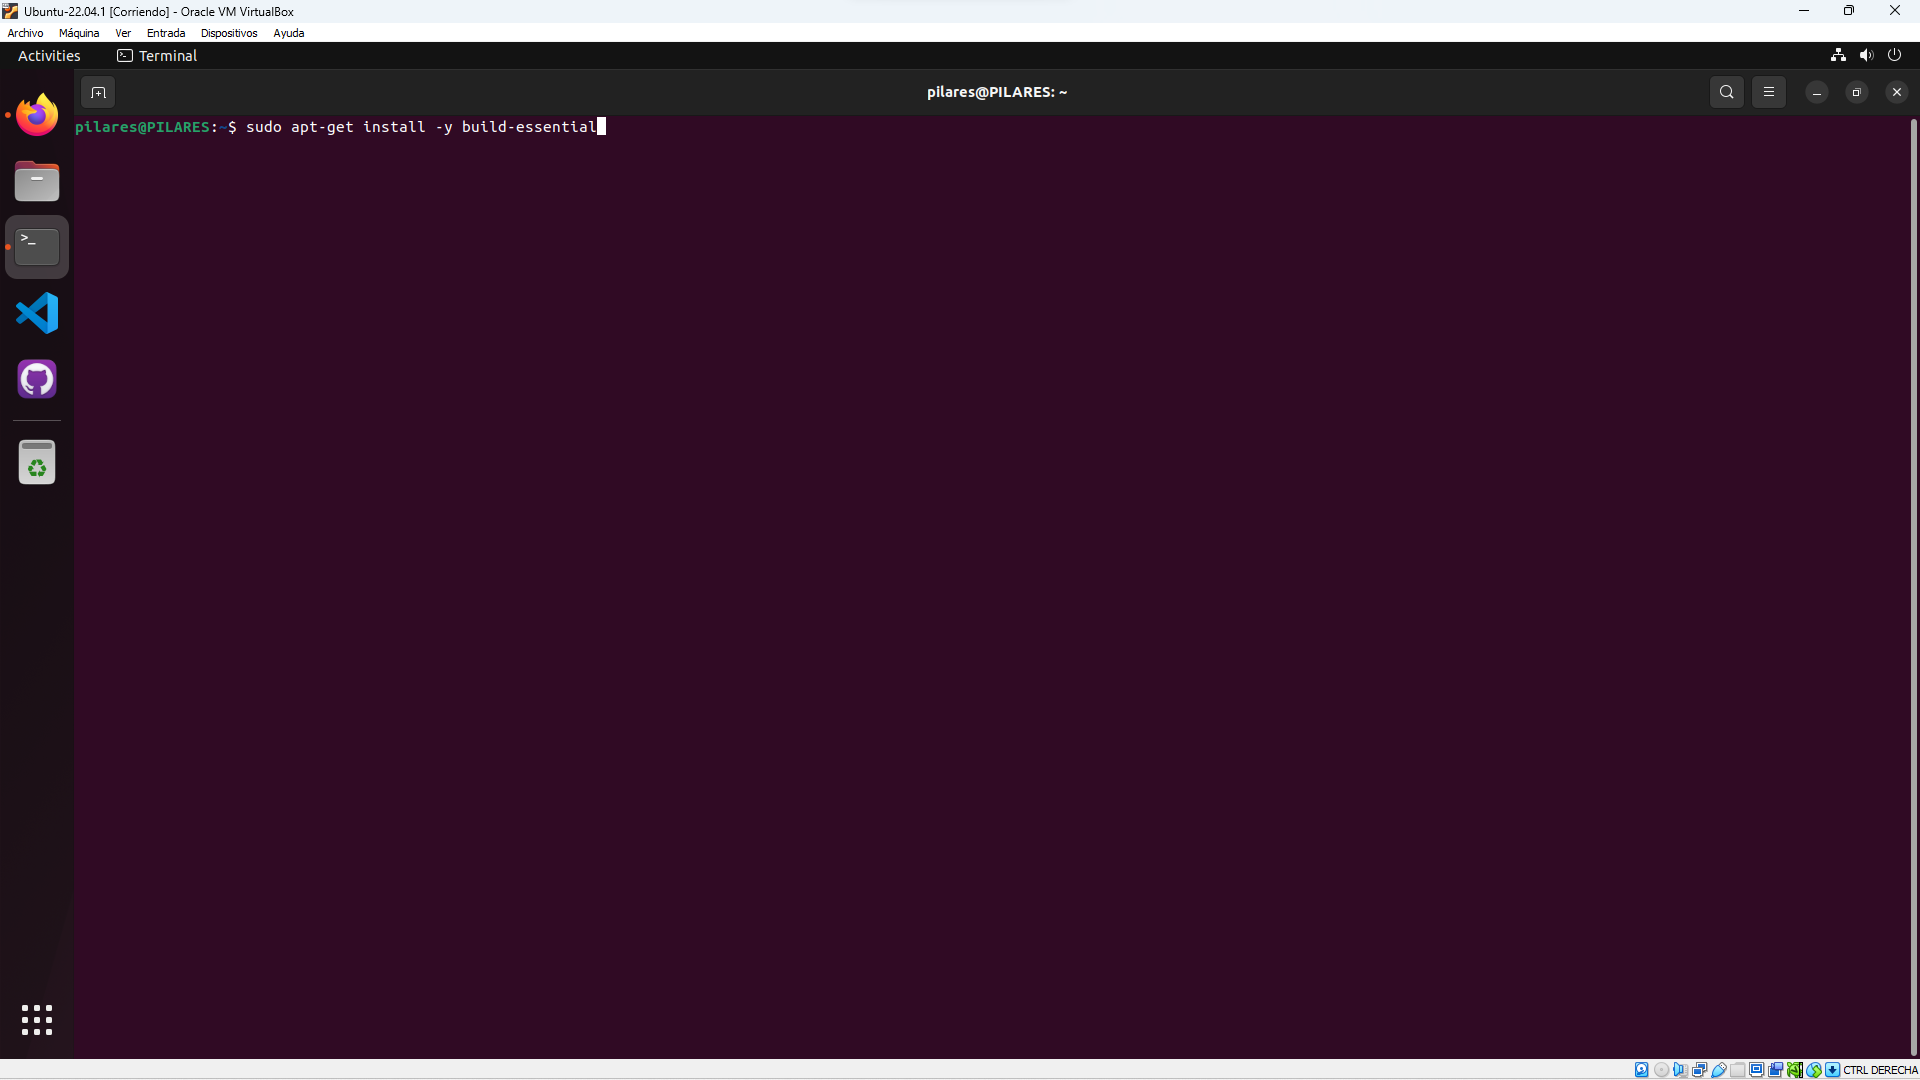 Ubuntu-22.04.1 [Corriendo] - Oracle VM VirtualBox
Archivo Máquina Ver Entrada Dispositivos Ayuda
Activities Terminal
pilares@PILARES: ~
pilares@PILARES:~$ sudo apt-get install -y build-essential
CTRL DERECHA